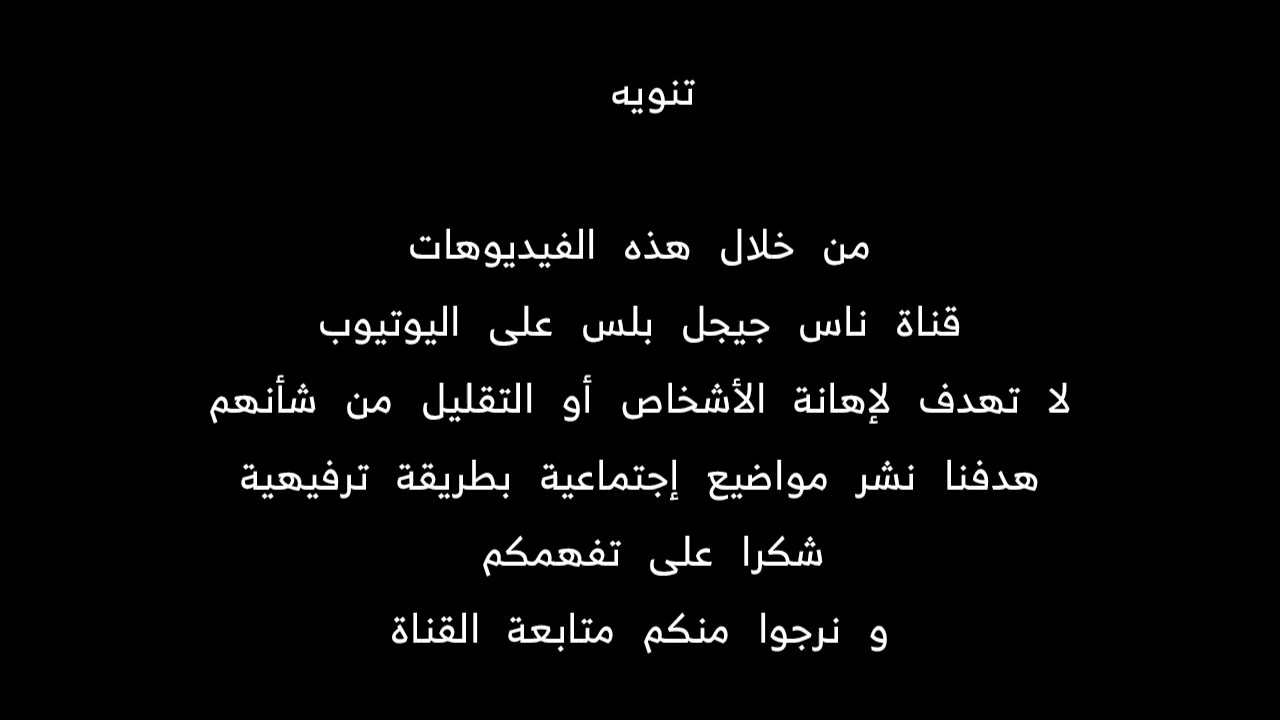 تنويه
من خلال هذه الفيديوهات
قناة ناس جيجل بلس على اليوتيوب
لا تهدف لإهانة الأشخاص أو التقليل من شأنهم
هدفنا نشر مواضيع إجتماعية بطريقة ترفيهية
شكرا على تفهمكم
و نرجوا منكم متابعة القناة